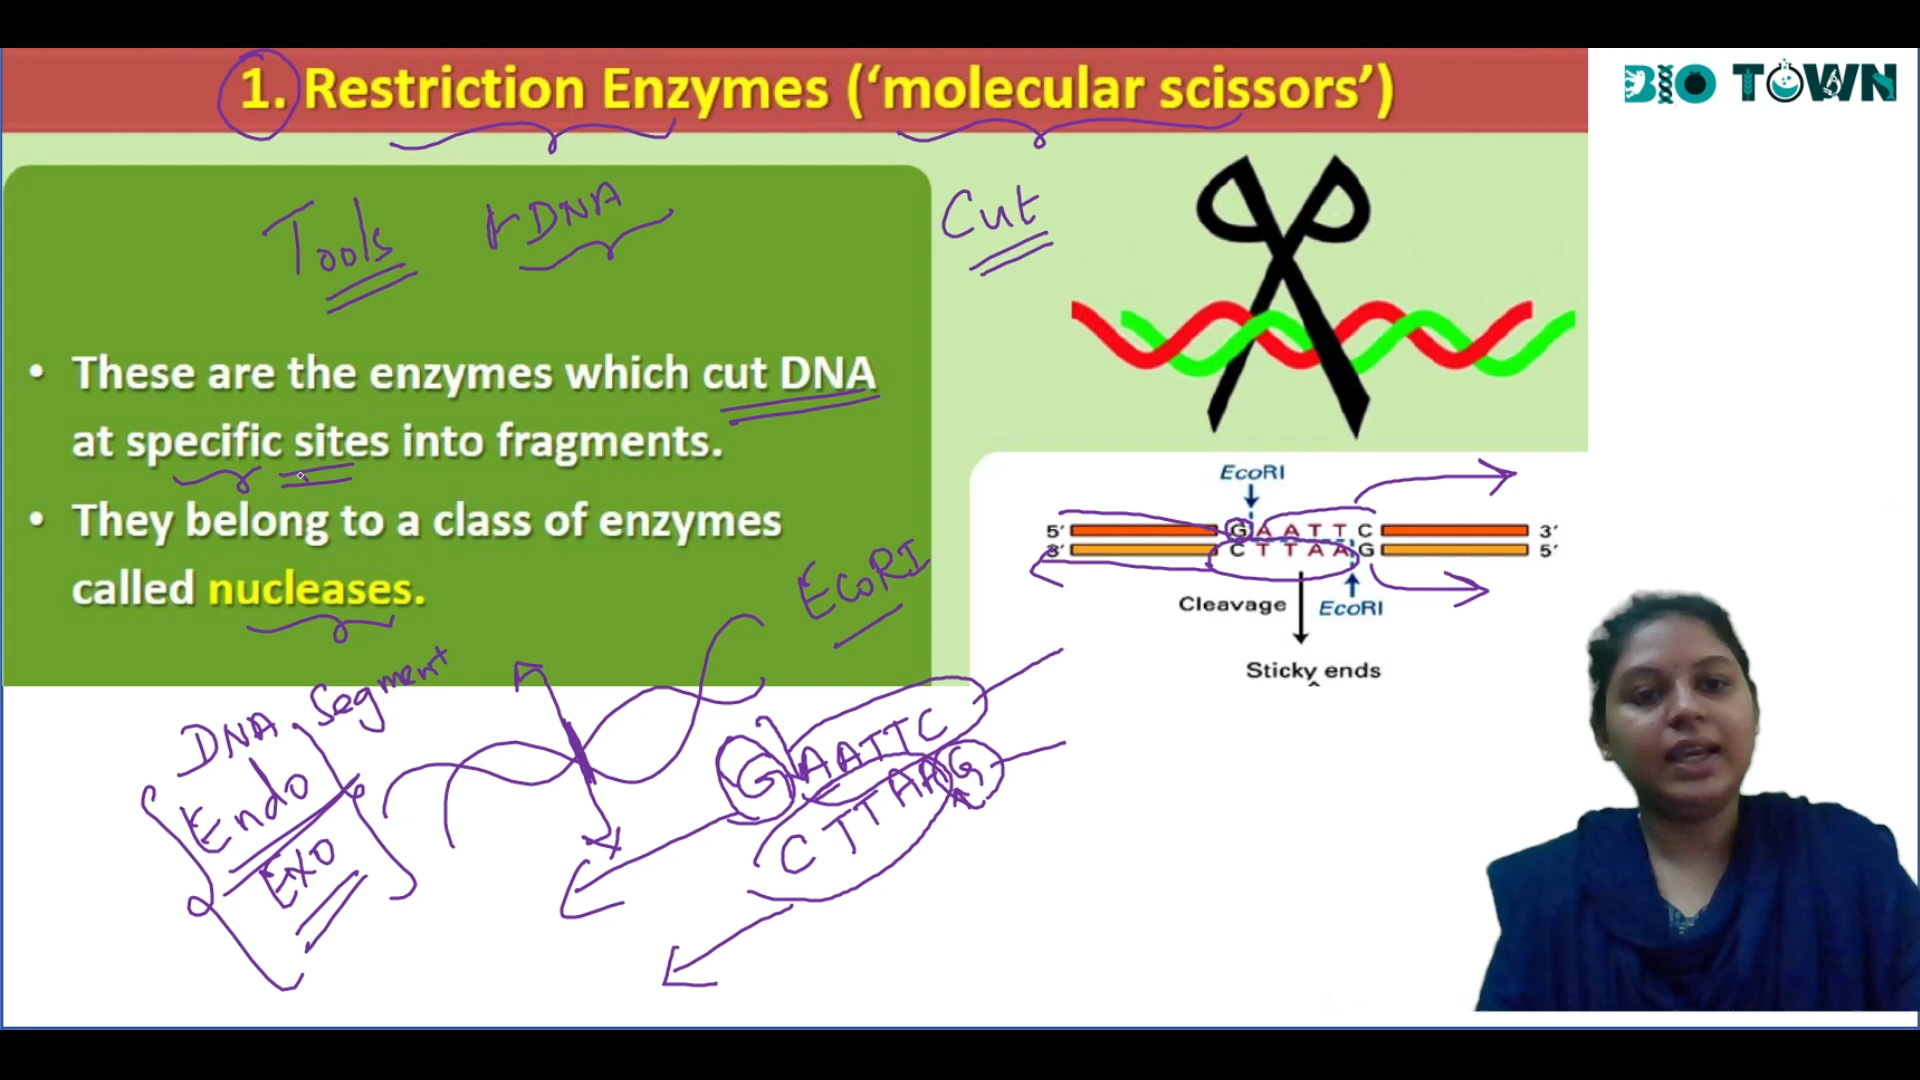 1. Restriction Enzymes (‘molecular scissors’)
BIO TOWN
Tools rDNA
Cut
• These are the enzymes which cut DNA
at specific sites into fragments.
• They belong to a class of enzymes
called nucleases.
EcoRI
5′ GAATTC 3′
3′ CTTAAG 5′
Cleavage EcoRI
Sticky ends
EcoRI
DNA Segment
Endo
Exo
GAATTC
CTTAAG